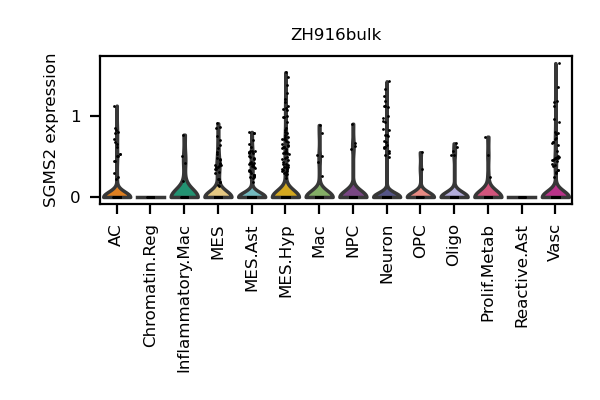 ZH916bulk
SGMS2 expression
1
0
AC
Chromatin.Reg
Inflammatory.Mac
MES
MES.Ast
MES.Hyp
Mac
NPC
Neuron
OPC
Oligo
Prolif.Metab
Reactive.Ast
Vasc